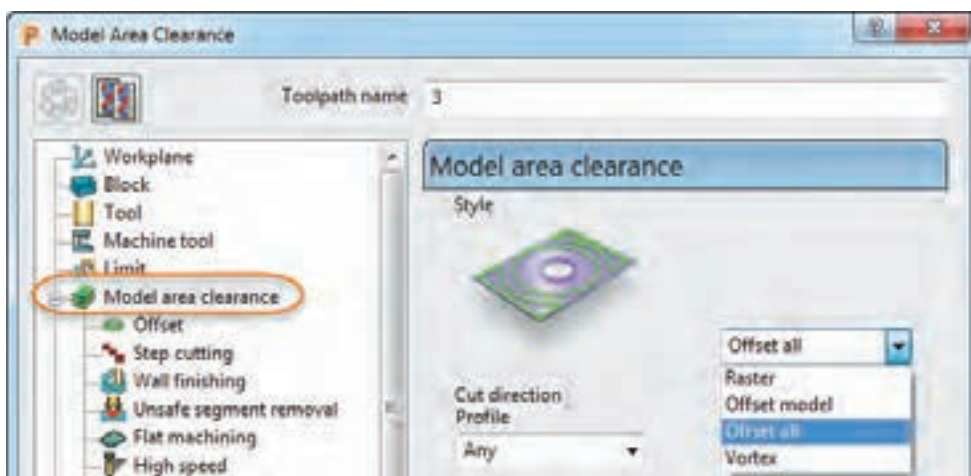 Model Area Clearance
Toolpath name 3
Workplane
Block
Tool
Machine tool
Limit
Model area clearance
Offset
Step cutting
Wall finishing
Unsafe segment removal
Flat machining
High speed
Model area clearance
Style
Offset all
Raster
Offset model
Offset all
Vortex
Cut direction
Profile
Any